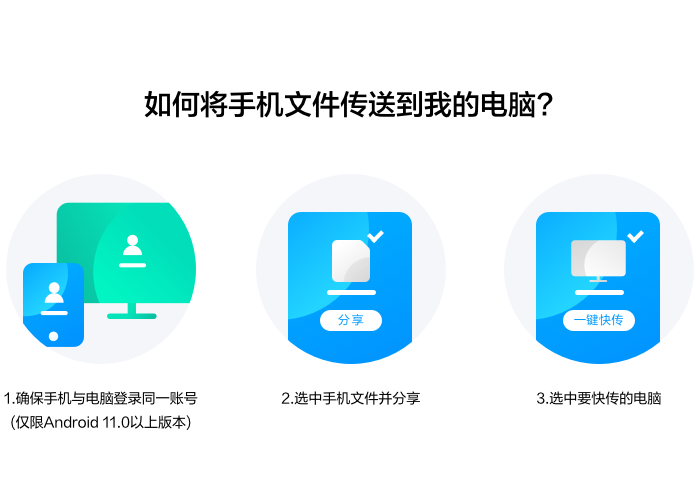 如何将手机文件传送到我的电脑？
分享
一键快传
1.确保手机与电脑登录同一账号
（仅限Android 11.0以上版本）
2.选中手机文件并分享
3.选中要快传的电脑